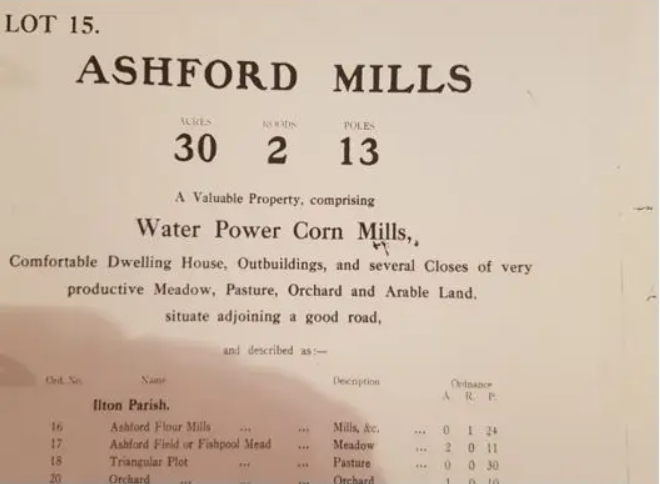 LOT 15.
ASHFORD MILLS
ACRES ROODS POLES
30 2 13
A Valuable Property, comprising
Water Power Corn Mills,
Comfortable Dwelling House, Outbuildings, and several Closes of very
productive Meadow, Pasture, Orchard and Arable Land,
situate adjoining a good road,
and described as:—
Ord. No. Name Description Ordnance
A. R. P.
Ilton Parish.
16 Ashford Flour Mills ... ... Mills, &c. ... 0 1 24
17 Ashford Field or Fishpool Mead ... Meadow ... 2 0 11
18 Triangular Plot ... ... Pasture ... 0 0 30
20 Orchard ... ... Orchard ... 1 0 10